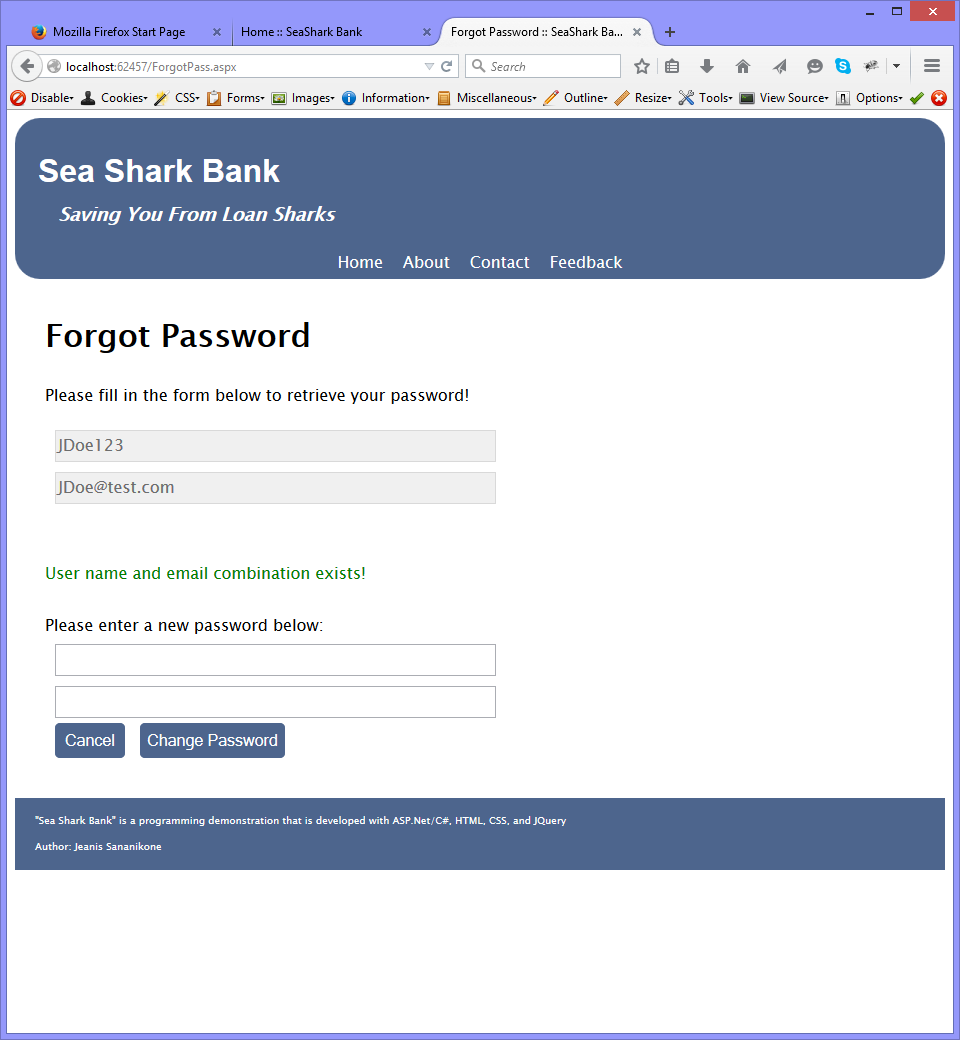 Mozilla Firefox Start Page
Home :: SeaShark Bank
Forgot Password :: SeaShark Ba...
localhost:62457/ForgotPass.aspx
Search
Disable
Cookies
CSS
Forms
Images
Information
Miscellaneous
Outline
Resize
Tools
View Source
Options
Sea Shark Bank
Saving You From Loan Sharks
Home About Contact Feedback
Forgot Password
Please fill in the form below to retrieve your password!
JDoe123
JDoe@test.com
User name and email combination exists!
Please enter a new password below:
Cancel Change Password
"Sea Shark Bank" is a programming demonstration that is developed with ASP.Net/C#, HTML, CSS, and JQuery
Author: Jeanis Sananikone